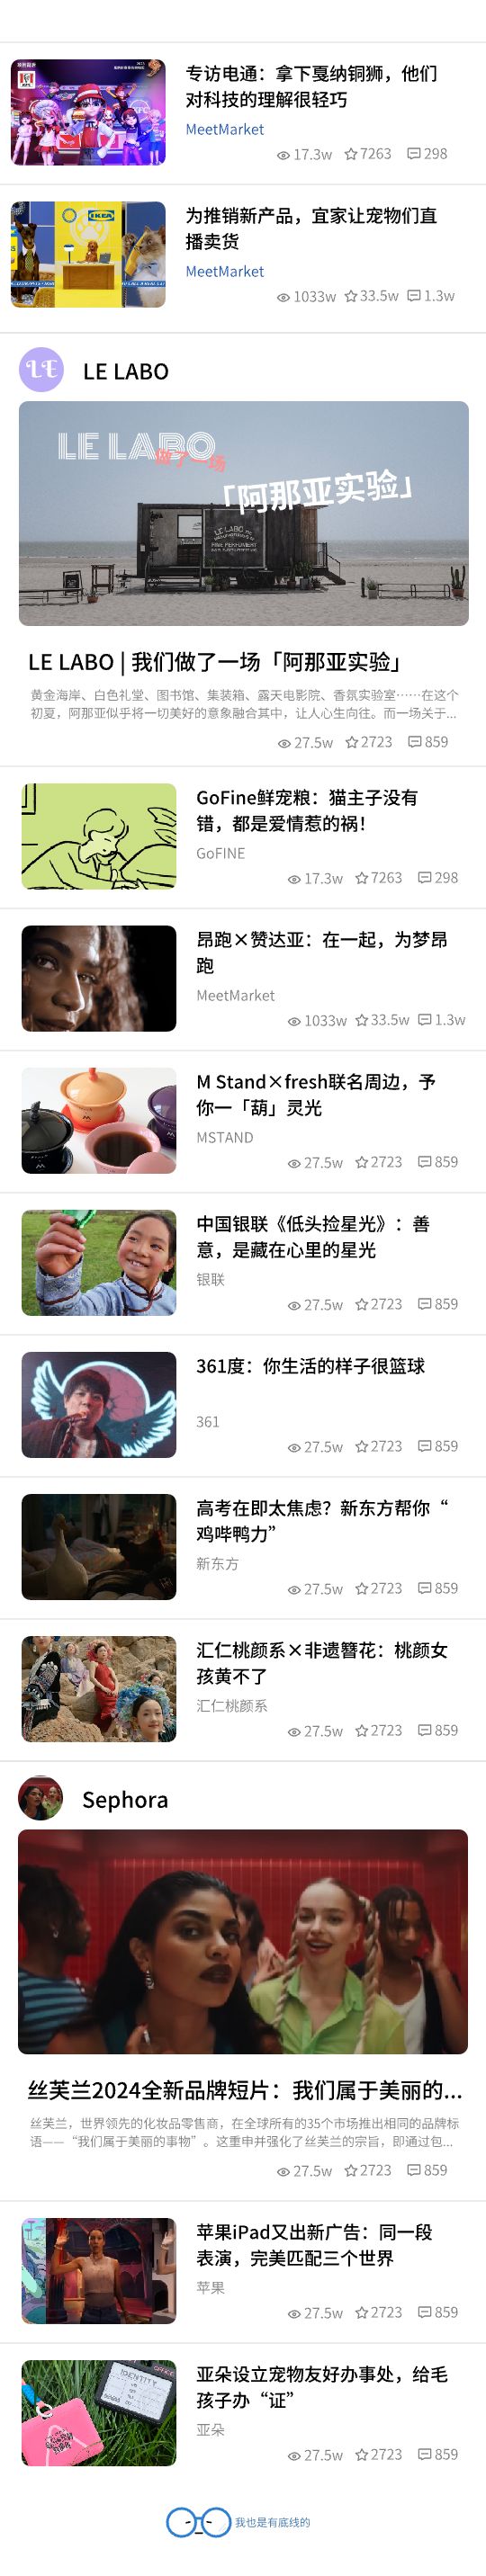 KFC
专访电通：拿下戛纳铜狮，他们
对科技的理解很轻巧
MeetMarket
17.3w 7263 298
IKEA
为推销新产品，宜家让宠物们直
播卖货
MeetMarket
1033w 33.5w 1.3w
LE
LE LABO
LE LABO
做了一场
「阿那亚实验」
LE LABO
LE LABO | 我们做了一场「阿那亚实验」
黄金海岸、白色礼堂、图书馆、集装箱、露天电影院、香氛实验室……在这个
初夏，阿那亚似乎将一切美好的意象融合其中，让人心生向往。而一场关于...
27.5w 2723 859
GoFine鲜宠粮：猫主子没有
错，都是爱情惹的祸！
GoFINE
17.3w 7263 298
昂跑×赞达亚：在一起，为梦昂
跑
MeetMarket
1033w 33.5w 1.3w
M Stand×fresh联名周边，予
你一「葫」灵光
MSTAND
27.5w 2723 859
中国银联《低头捡星光》：善
意，是藏在心里的星光
银联
27.5w 2723 859
361度：你生活的样子很篮球
361
27.5w 2723 859
高考在即太焦虑？新东方帮你“
鸡哔鸭力”
新东方
27.5w 2723 859
汇仁桃颜系×非遗簪花：桃颜女
孩黄不了
汇仁桃颜系
27.5w 2723 859
Sephora
丝芙兰2024全新品牌短片：我们属于美丽的...
丝芙兰，世界领先的化妆品零售商，在全球所有的35个市场推出相同的品牌标
语——“我们属于美丽的事物”。这重申并强化了丝芙兰的宗旨，即通过包...
27.5w 2723 859
苹果iPad又出新广告：同一段
表演，完美匹配三个世界
苹果
27.5w 2723 859
IDENTITY
亚朵设立宠物友好办事处，给毛
孩子办“证”
亚朵
27.5w 2723 859
我也是有底线的